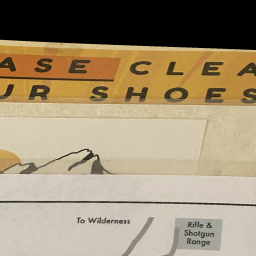 ASE CLEA
UR SHOES
To Wilderness
Rifle &
Shotgun
Range